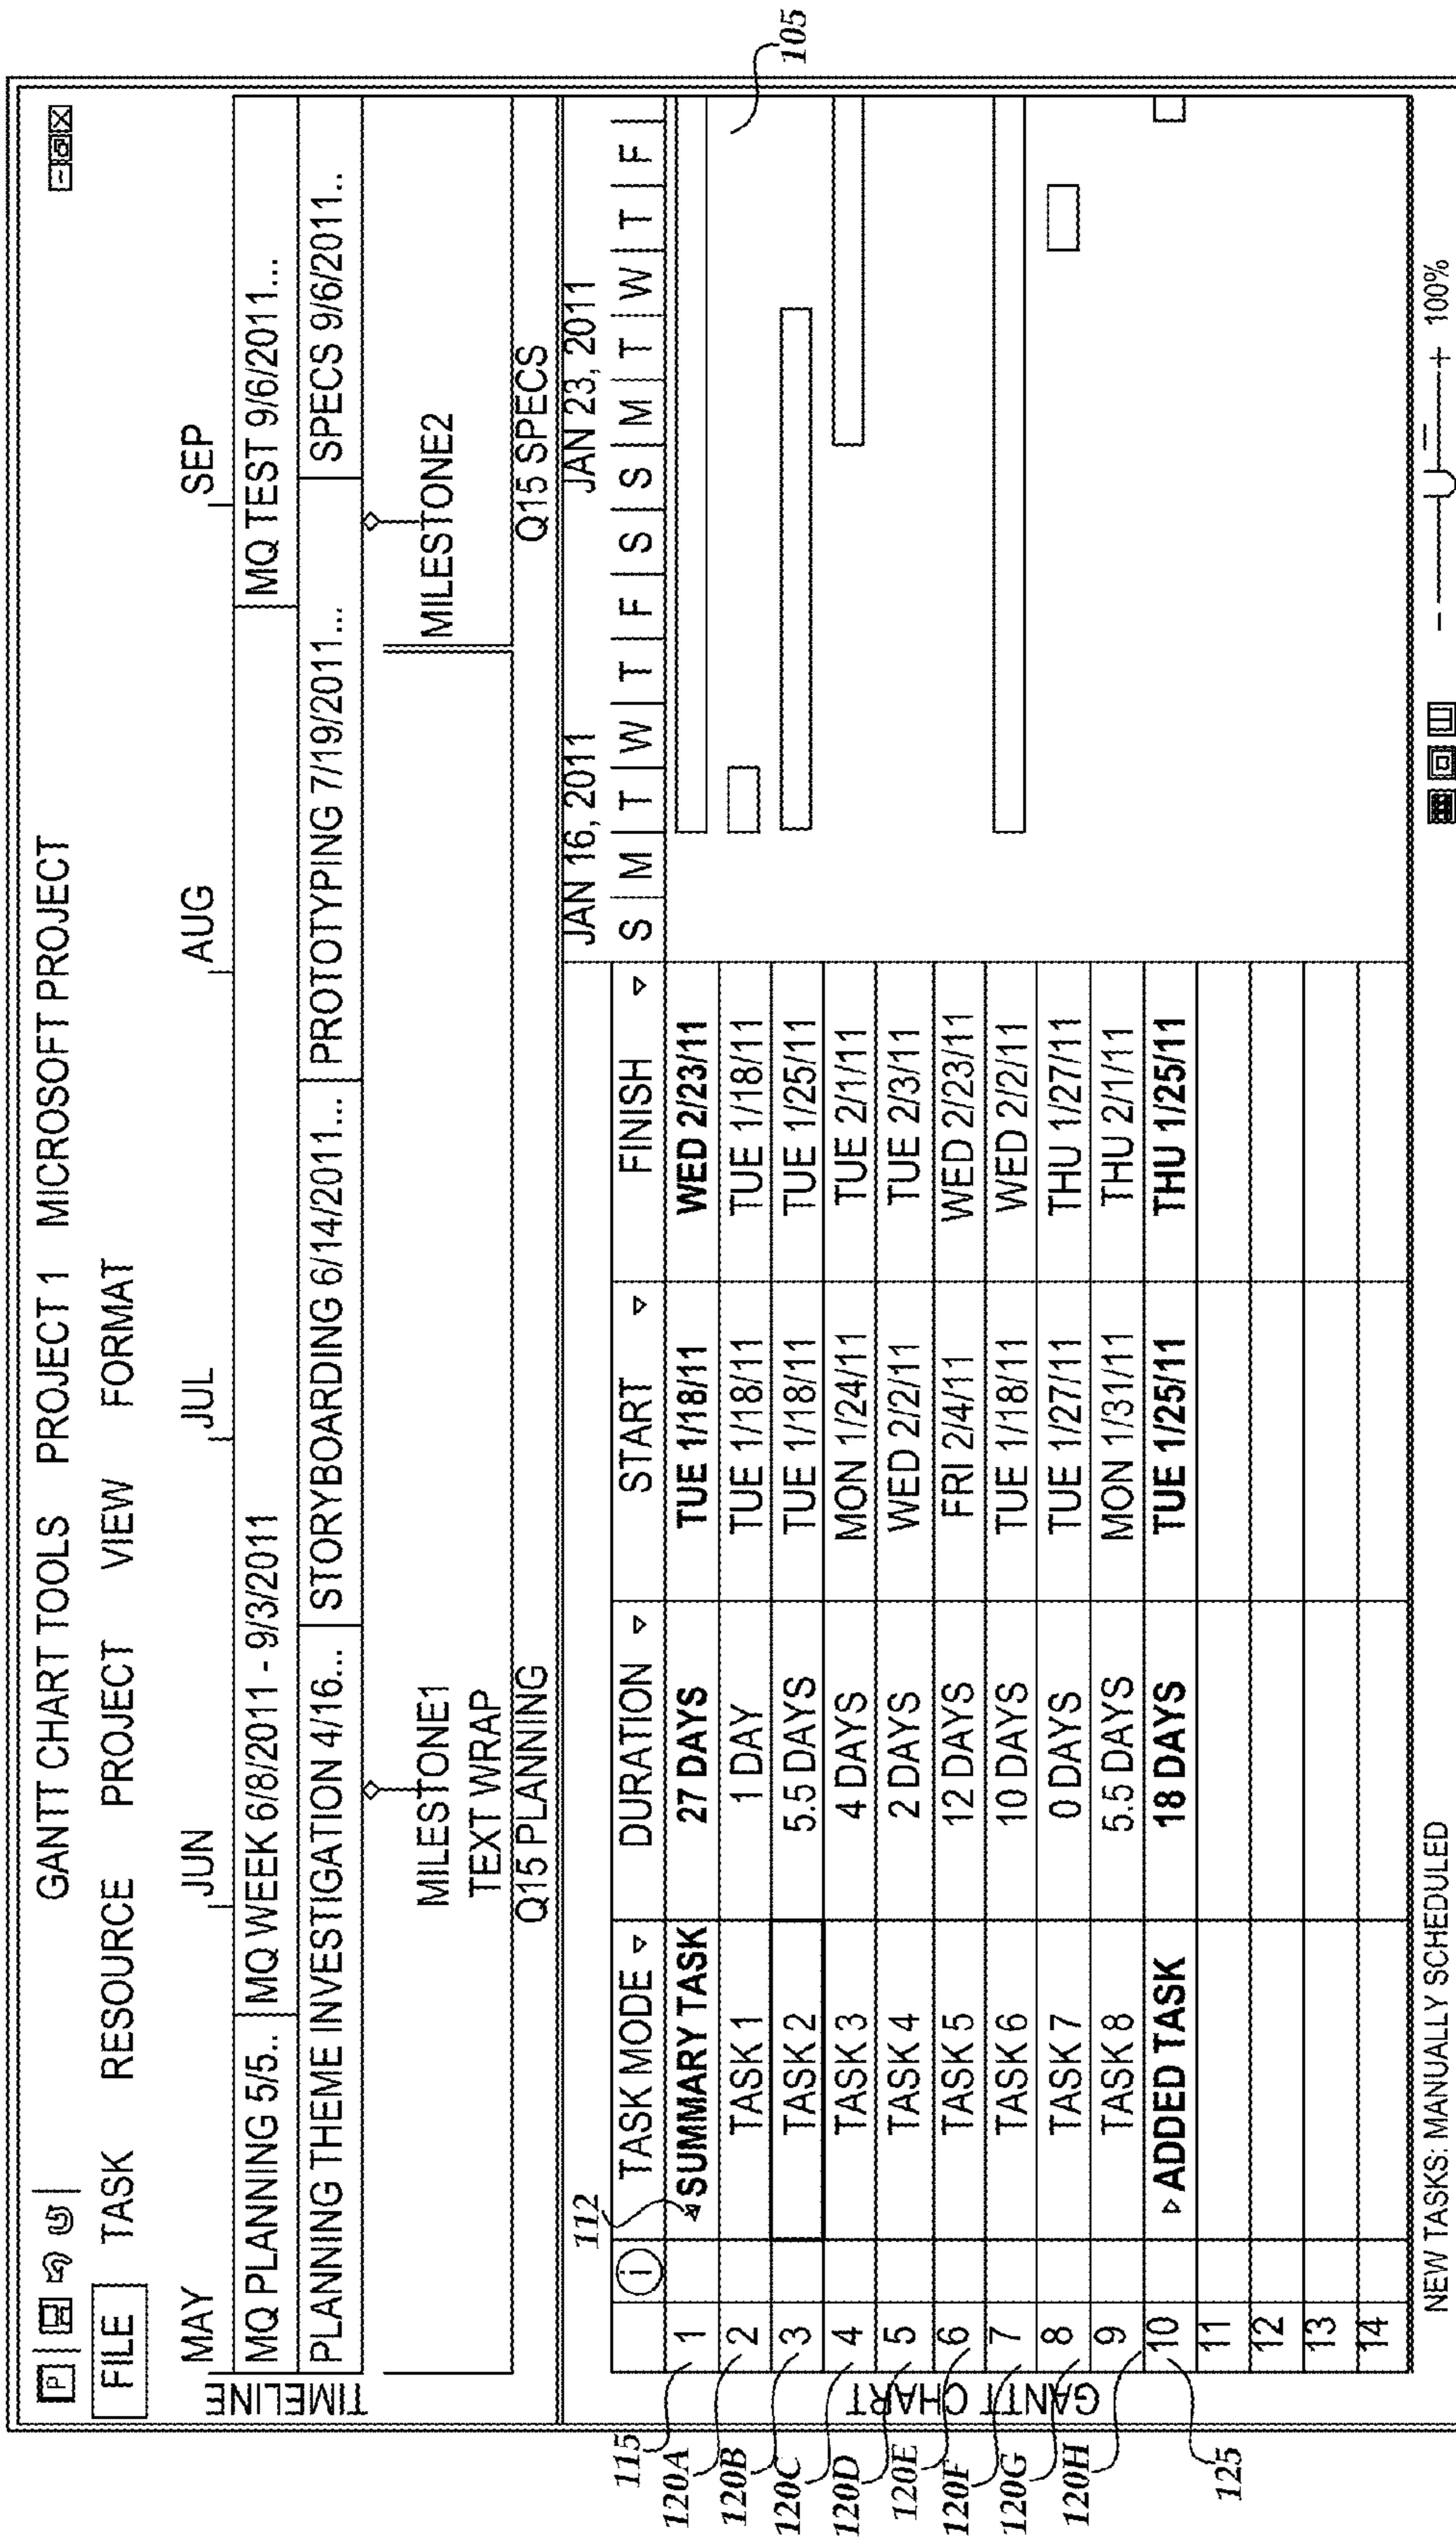 GANTT CHART TOOLS PROJECT 1 MICROSOFT PROJECT
P
FILE TASK RESOURCE PROJECT VIEW FORMAT
MAY JUN JUL AUG SEP
TIMELINE
MQ PLANNING 5/5.. MQ WEEK 6/8/2011 - 9/3/2011 MQ TEST 9/6/2011...
PLANNING THEME INVESTIGATION 4/16... STORYBOARDING 6/14/2011... PROTOTYPING 7/19/2011... SPECS 9/6/2011..
MILESTONE1 MILESTONE2
TEXT WRAP
Q15 PLANNING Q15 SPECS
105
JAN 16, 2011 JAN 23, 2011
112
i TASK MODE DURATION START FINISH S M T W T F S S M T W T F
GANTT CHART
115 1 SUMMARY TASK 27 DAYS TUE 1/18/11 WED 2/23/11
120A 2 TASK 1 1 DAY TUE 1/18/11 TUE 1/18/11
120B 3 TASK 2 5.5 DAYS TUE 1/18/11 TUE 1/25/11
120C 4 TASK 3 4 DAYS MON 1/24/11 TUE 2/1/11
120D 5 TASK 4 2 DAYS WED 2/2/11 TUE 2/3/11
120E 6 TASK 5 12 DAYS FRI 2/4/11 WED 2/23/11
120F 7 TASK 6 10 DAYS TUE 1/18/11 WED 2/2/11
120G 8 TASK 7 0 DAYS TUE 1/27/11 THU 1/27/11
120H 9 TASK 8 5.5 DAYS MON 1/31/11 THU 2/1/11
125 10 ADDED TASK 18 DAYS TUE 1/25/11 THU 1/25/11
11
12
13
14
NEW TASKS: MANUALLY SCHEDULED - + 100%